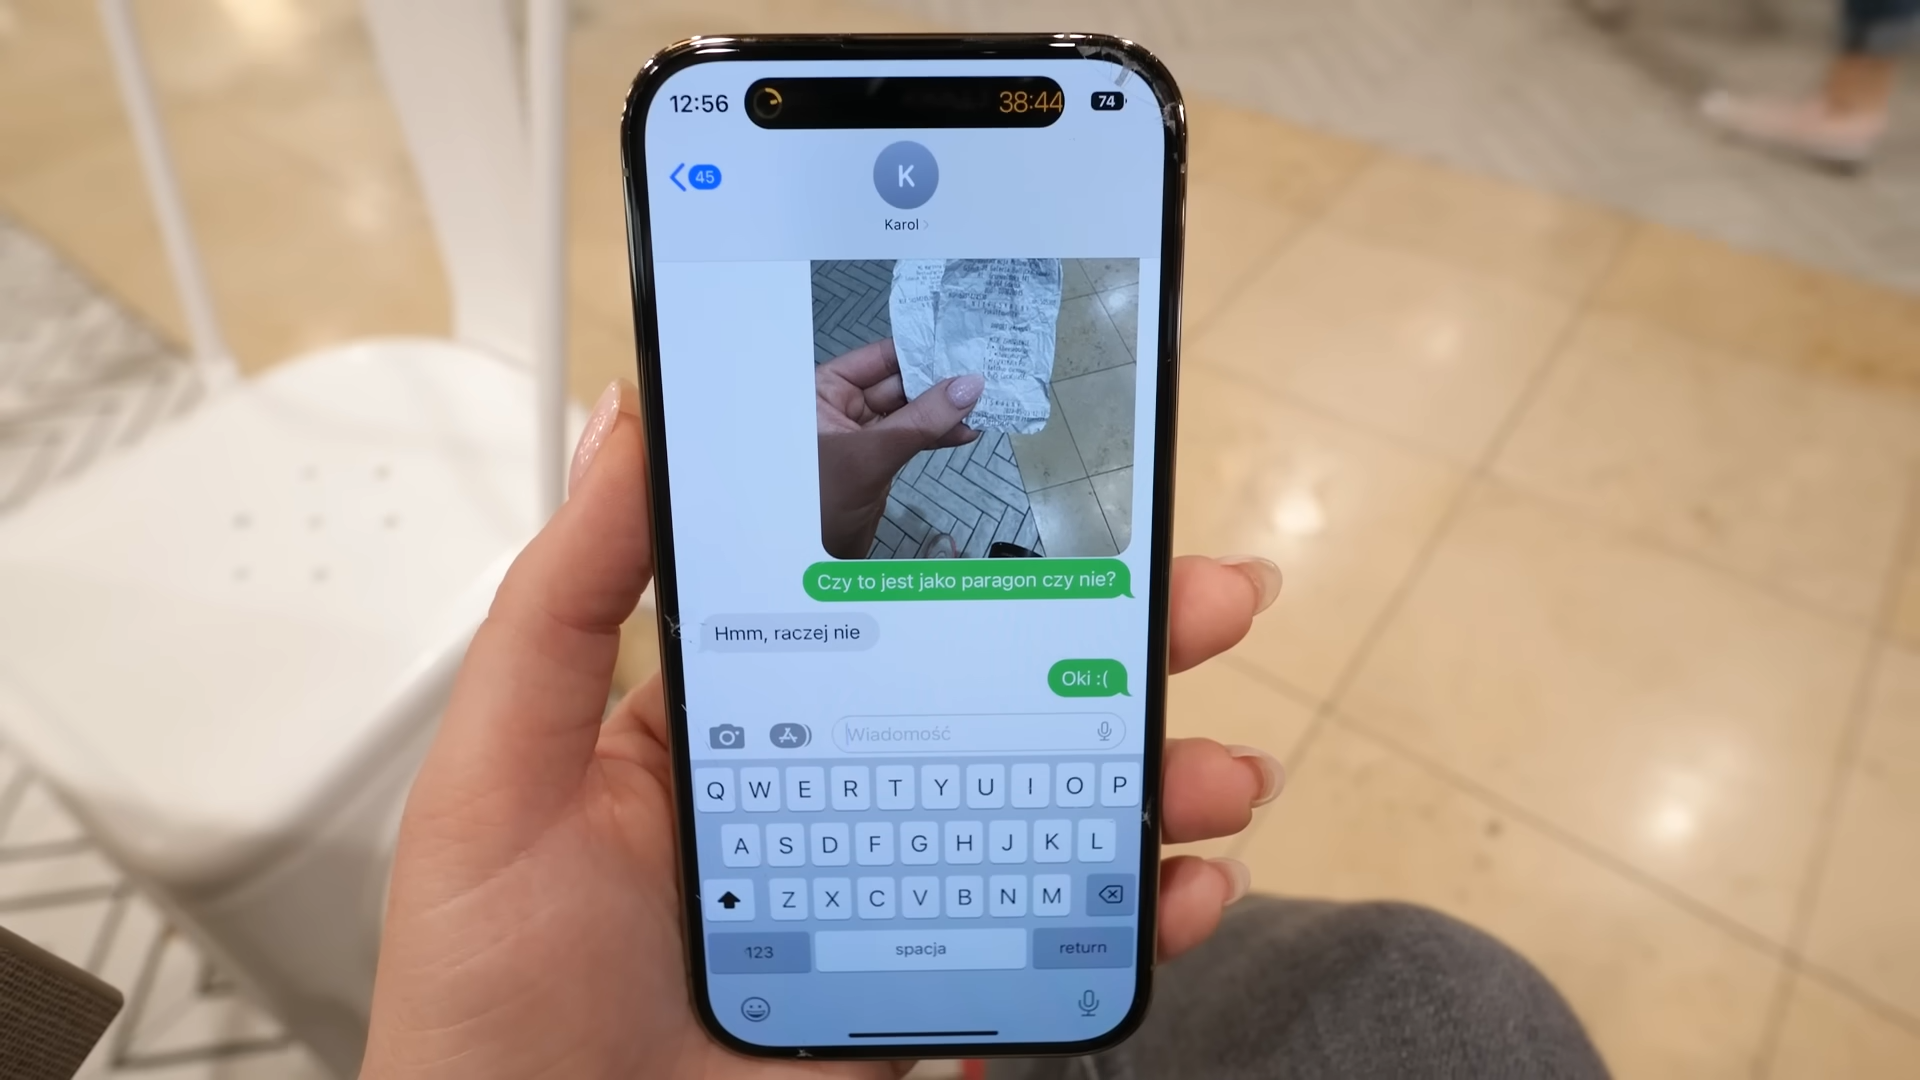 12:56
38:44
74
45
K
Karol
Czy to jest jako paragon czy nie?
Hmm, raczej nie
Oki :(
Wiadomość
Q W E R T Y U I O P
A S D F G H J K L
Z X C V B N M
123 spacja return